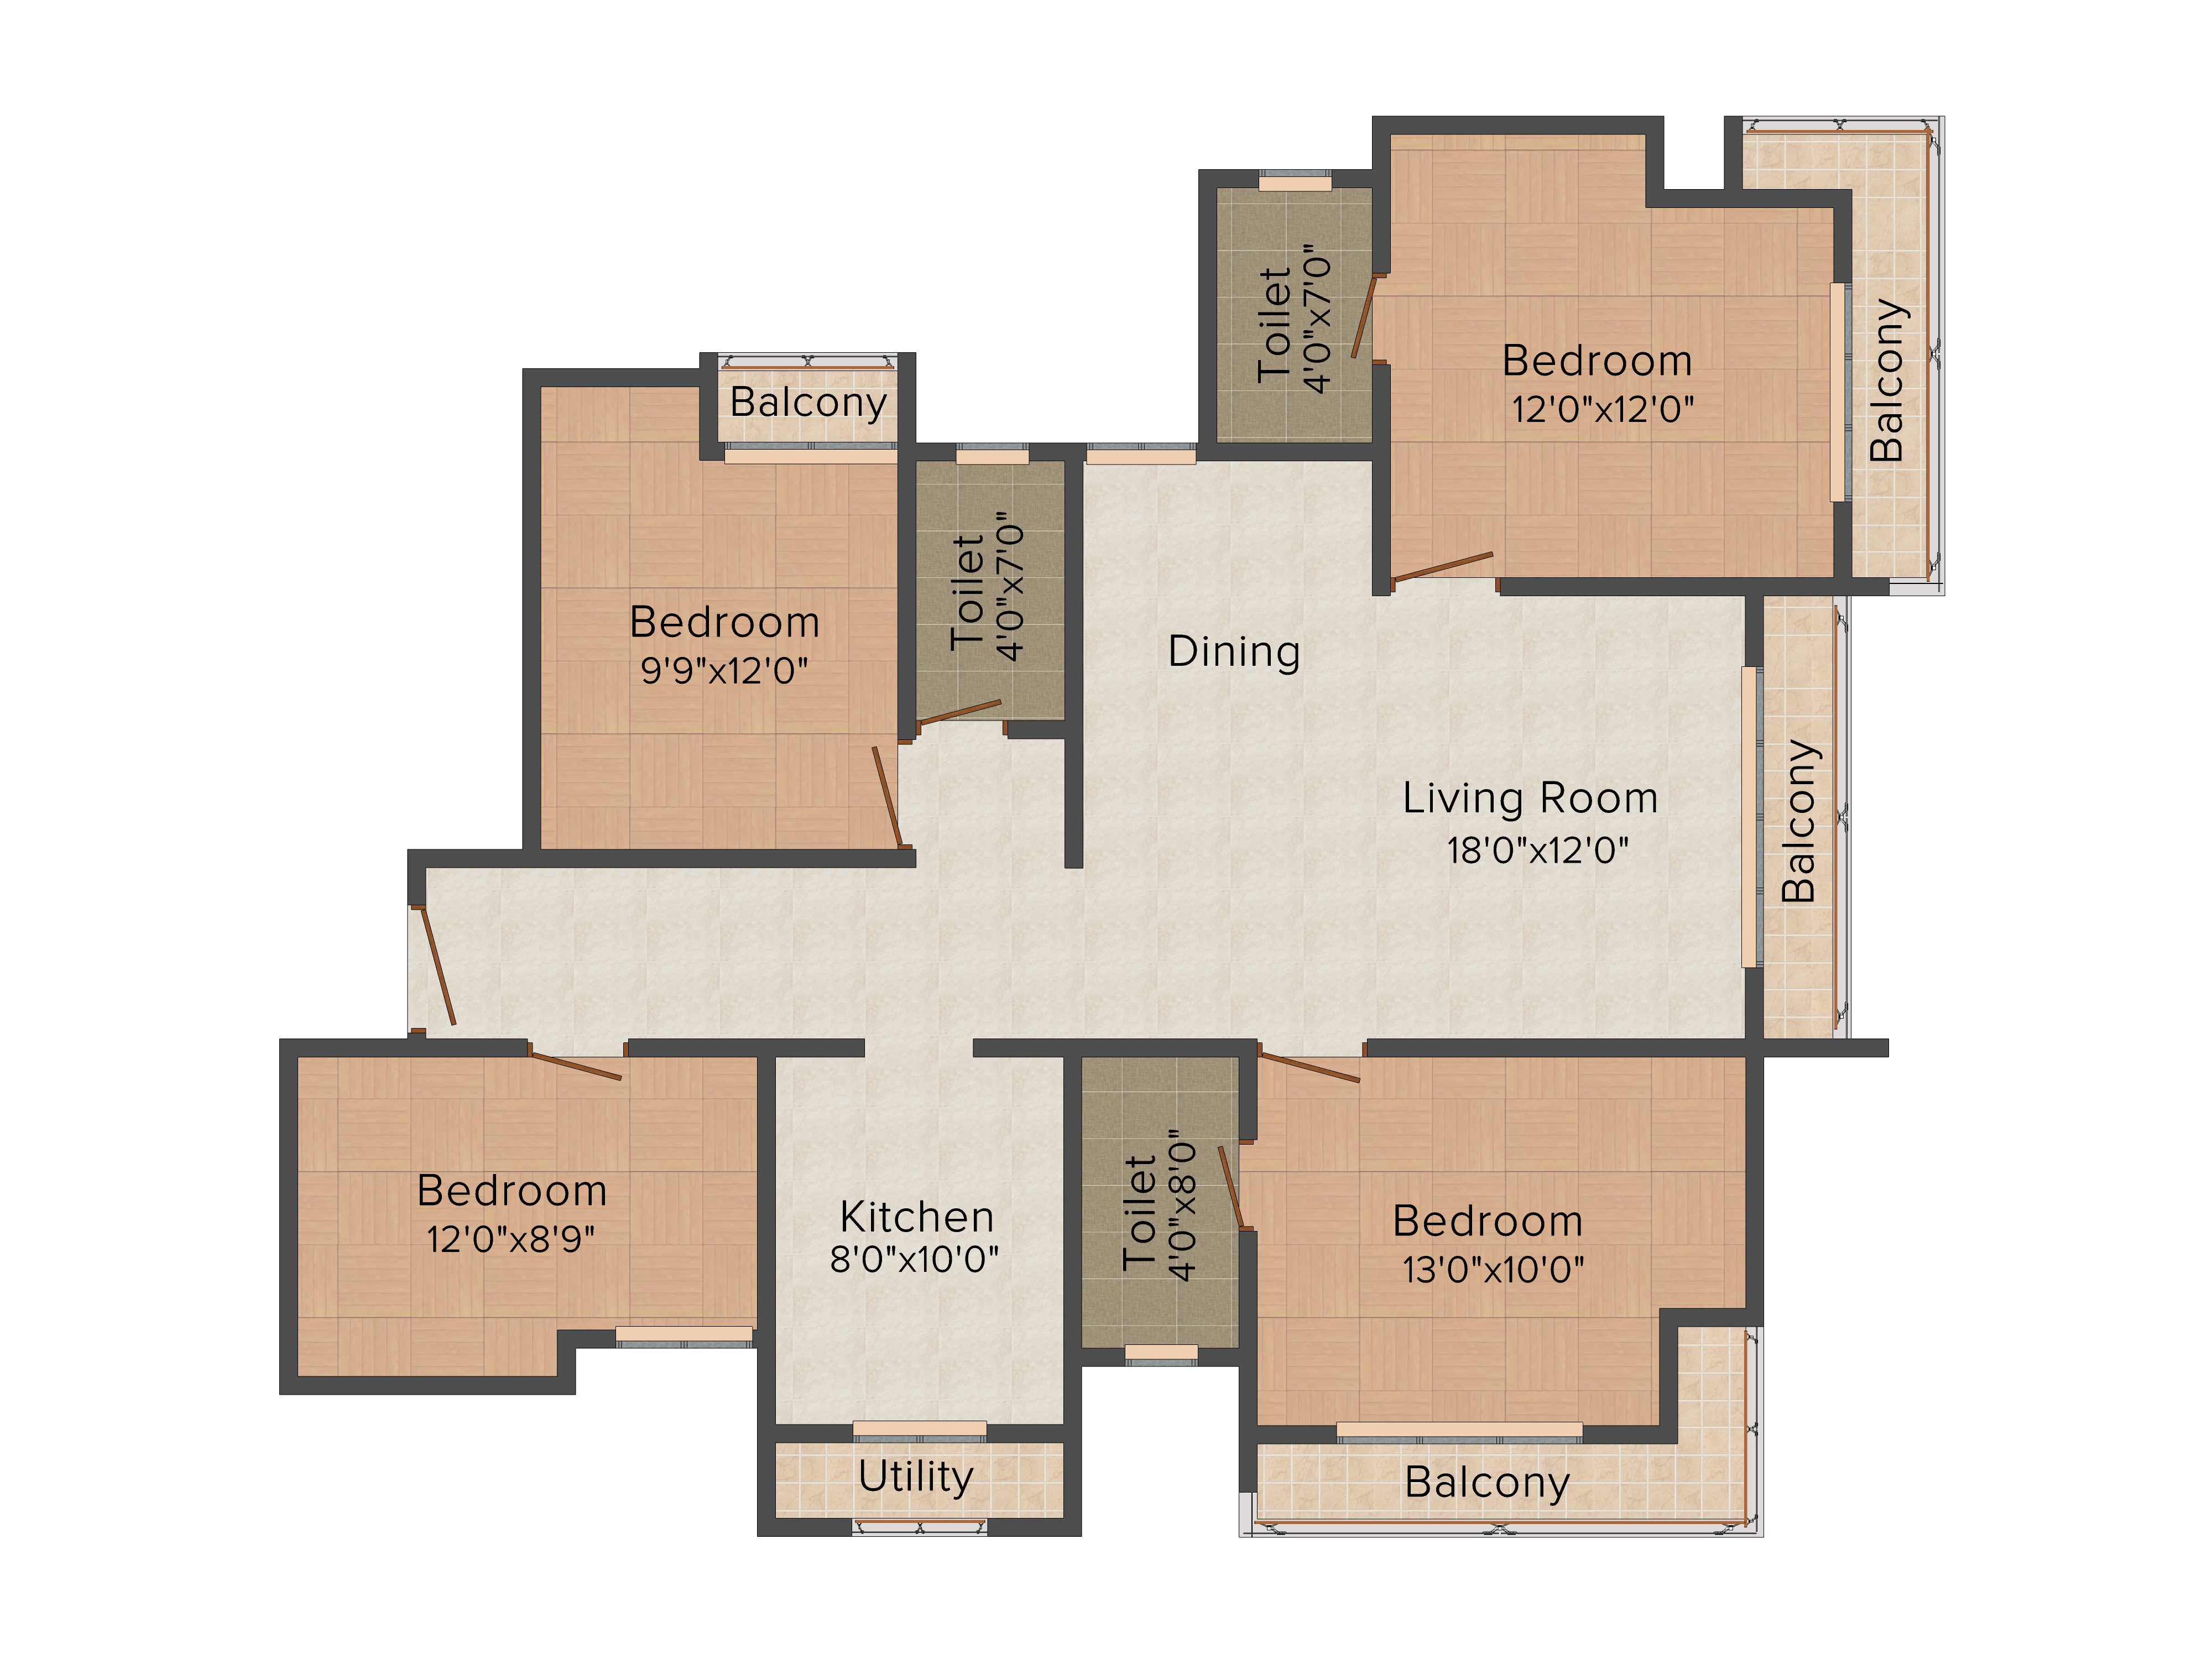 Toilet
4'0"x7'0"
Bedroom
12'0"x12'0"
Balcony
Balcony
Bedroom
9'9"x12'0"
Toilet
4'0"x7'0"
Dining
Living Room
18'0"x12'0"
Balcony
Bedroom
12'0"x8'9"
Kitchen
8'0"x10'0"
Toilet
4'0"x8'0"
Bedroom
13'0"x10'0"
Utility
Balcony